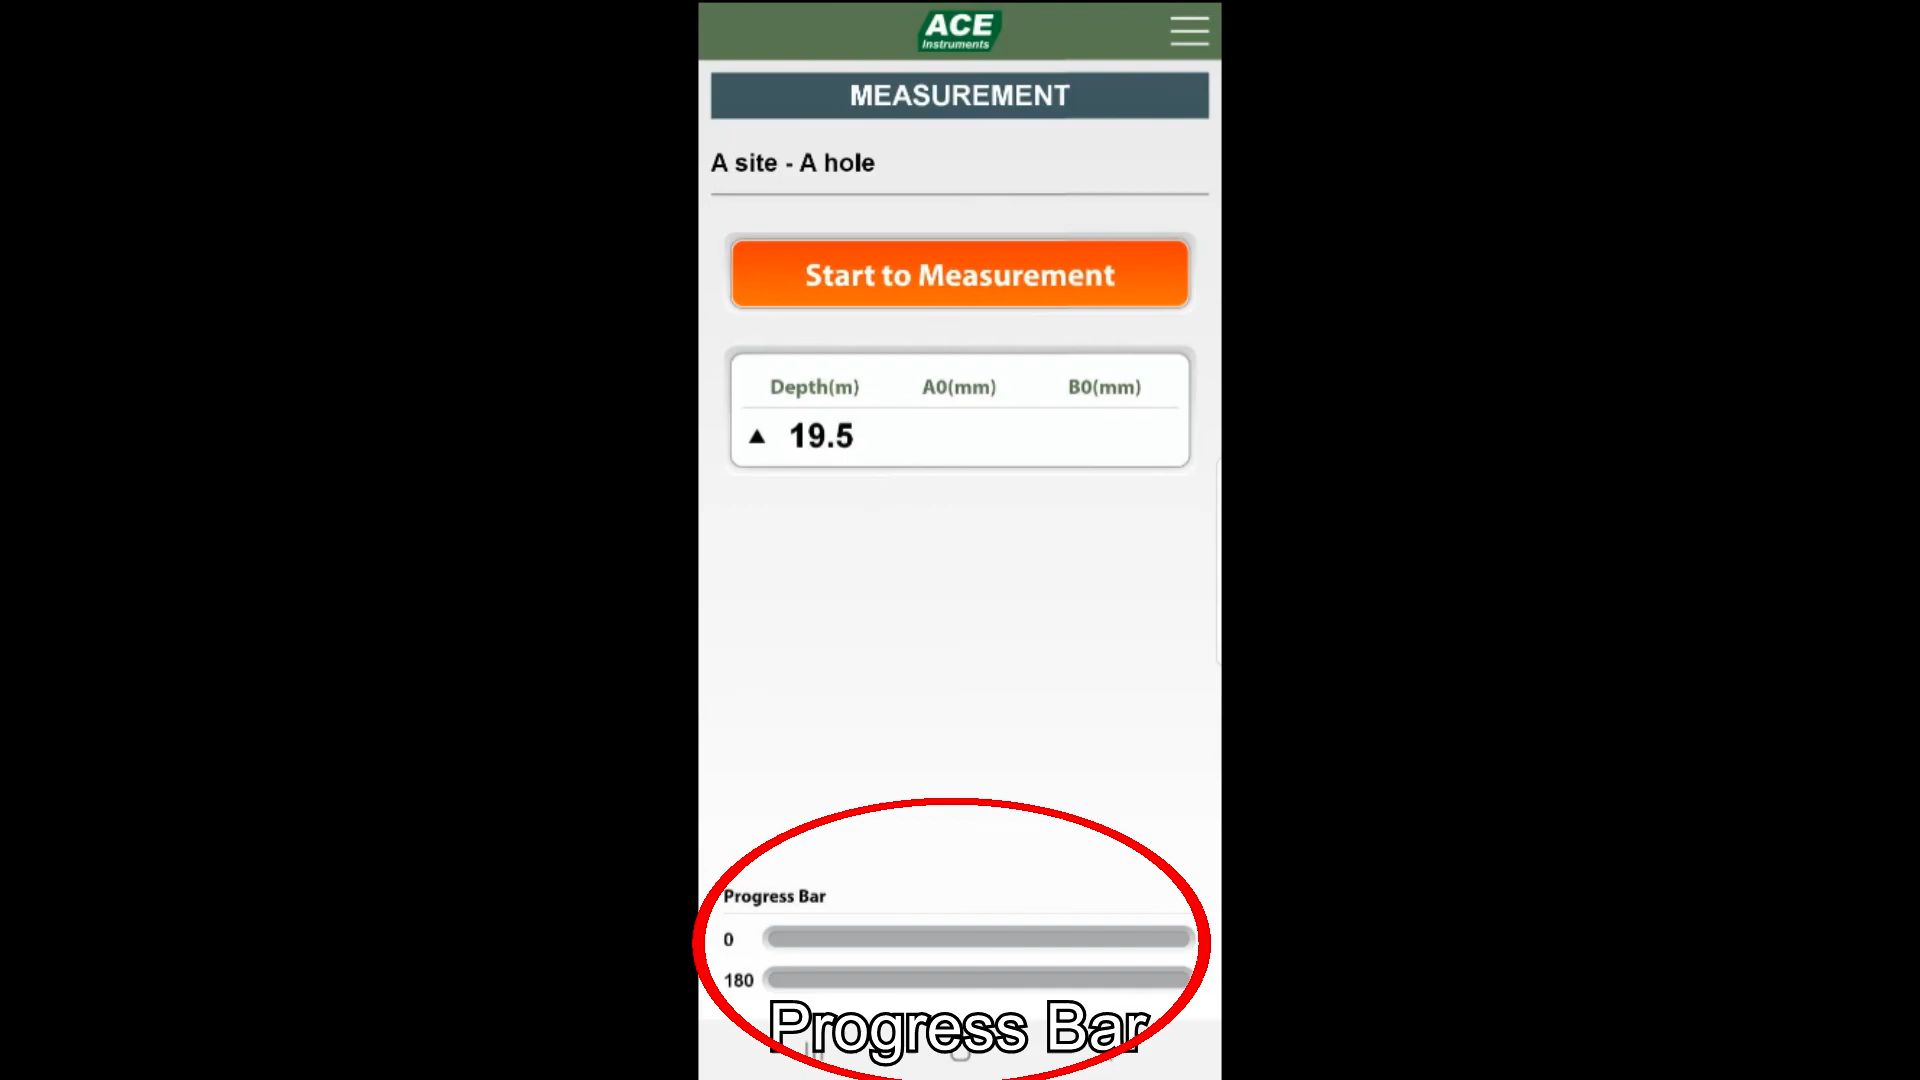 ACE
Instruments
MEASUREMENT
A site - A hole
Start to Measurement
Depth(m) A0(mm) B0(mm)
▲ 19.5
Progress Bar
0
180
Progress Bar